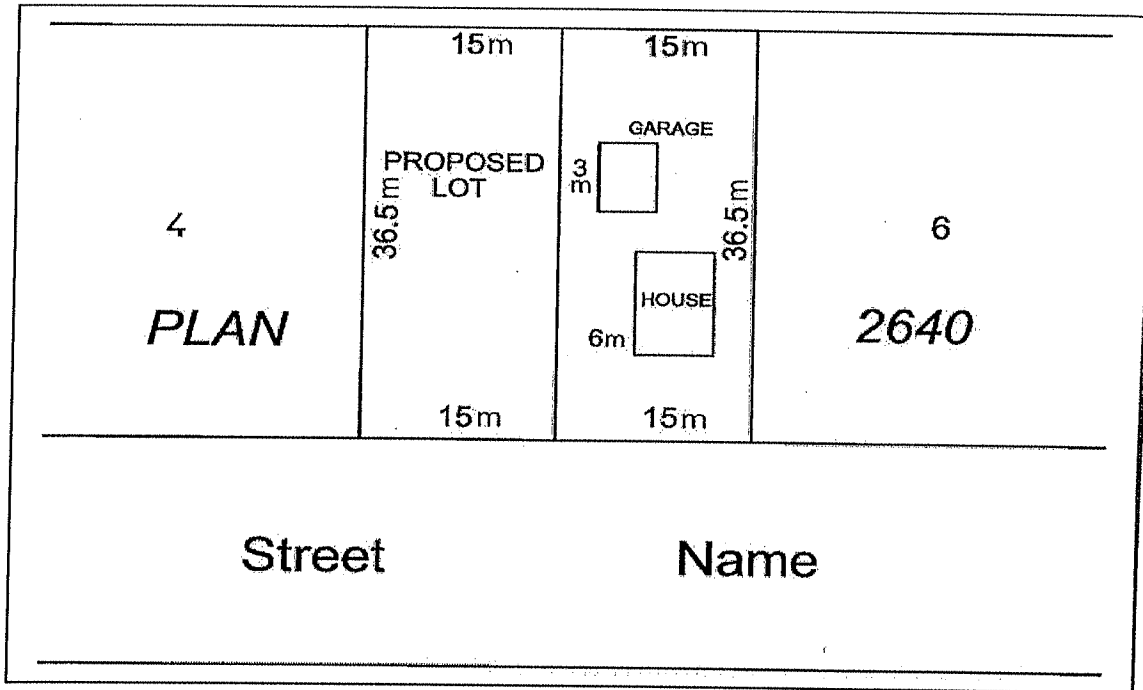 15m
15m
GARAGE
PROPOSED
LOT
3
m
36.5m
36.5m
4
6
HOUSE
PLAN
2640
6m
15m
15m
Street
Name